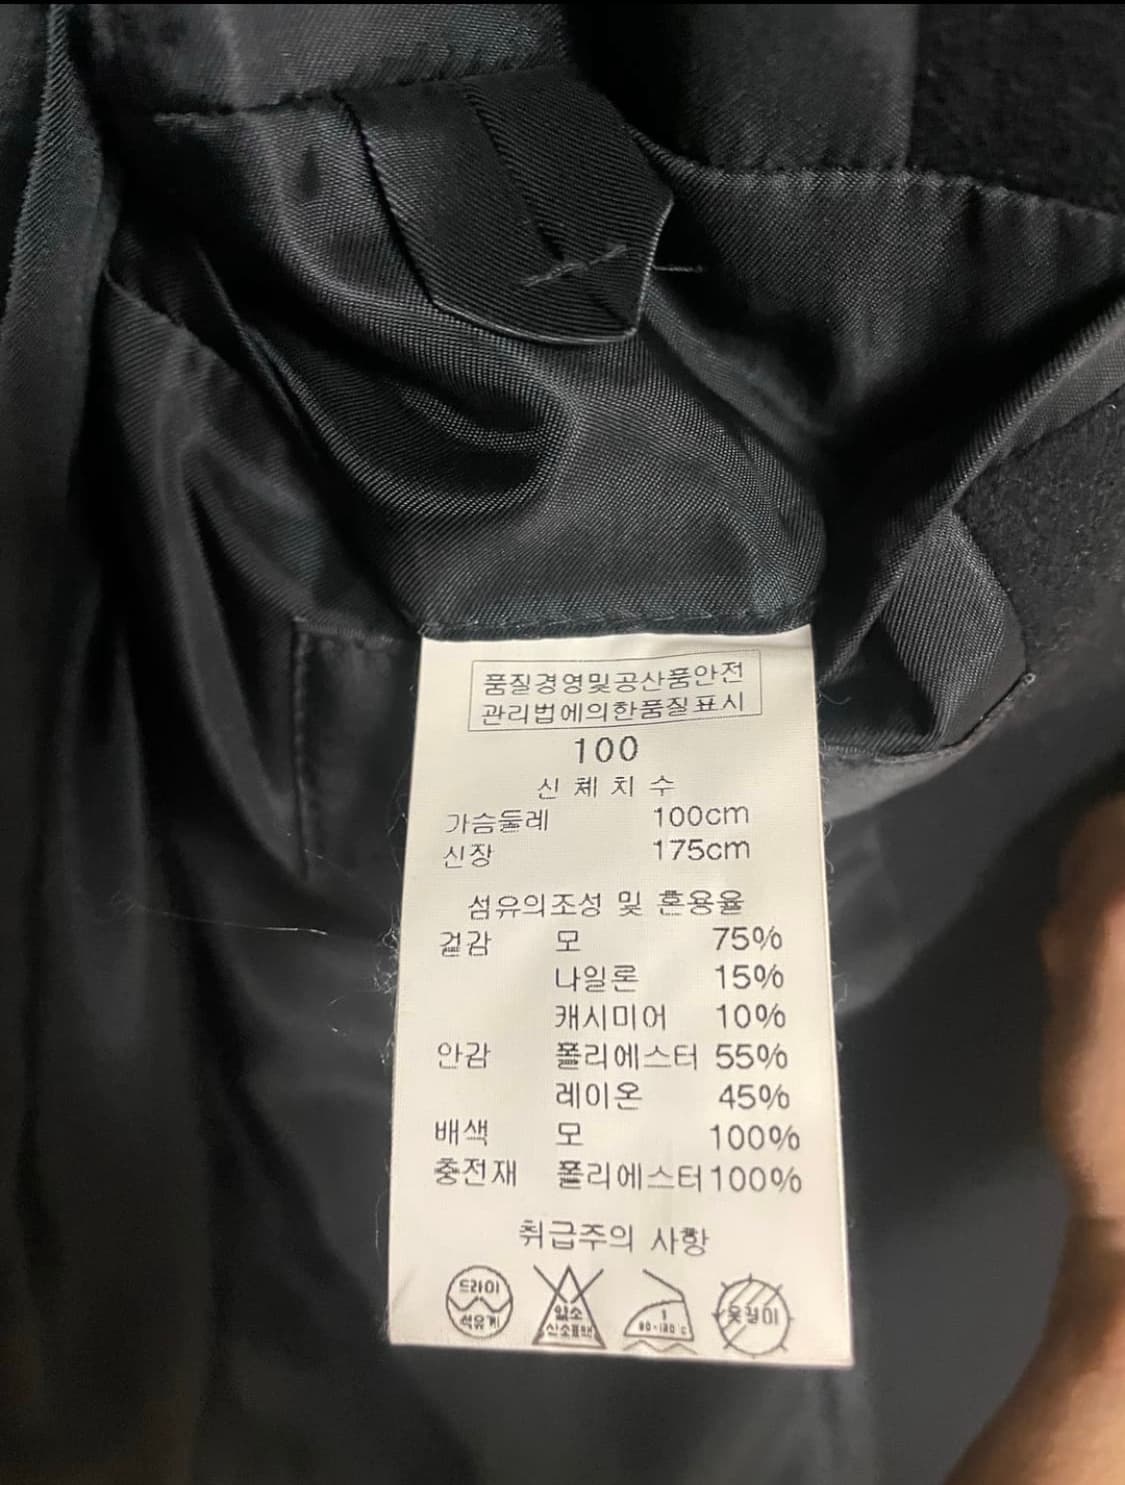 품질경영및공산품안전
관리법에의한품질표시
100
신체치수
가슴둘레 100cm
신장 175cm
섬유의조성 및 혼용율
겉감 모 75%
나일론 15%
캐시미어 10%
안감 폴리에스터 55%
레이온 45%
배색 모 100%
충전재 폴리에스터 100%
취급주의 사항
드라이
석유계
염소
산소표백
1
80-120℃
옷걸이